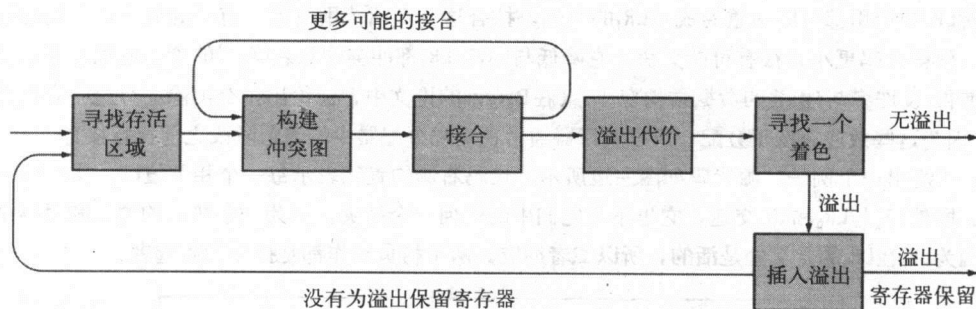 更多可能的接合
寻找存活
区域
构建
冲突图
接合
溢出代价
寻找一个
着色
无溢出
溢出
插入溢出
溢出
寄存器保留
没有为溢出保留寄存器